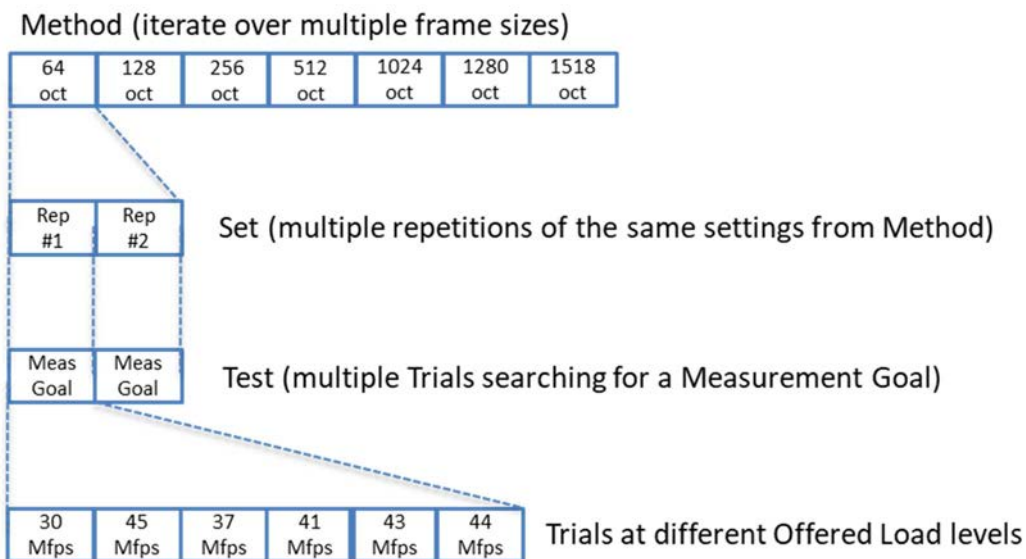 Method (iterate over multiple frame sizes)
64 128 256 512 1024 1280 1518
oct oct oct oct oct oct oct
Rep Rep
#1 #2
Set (multiple repetitions of the same settings from Method)
Meas Meas
Goal Goal
Test (multiple Trials searching for a Measurement Goal)
30 45 37 41 43 44
Mfps Mfps Mfps Mfps Mfps Mfps
Trials at different Offered Load levels